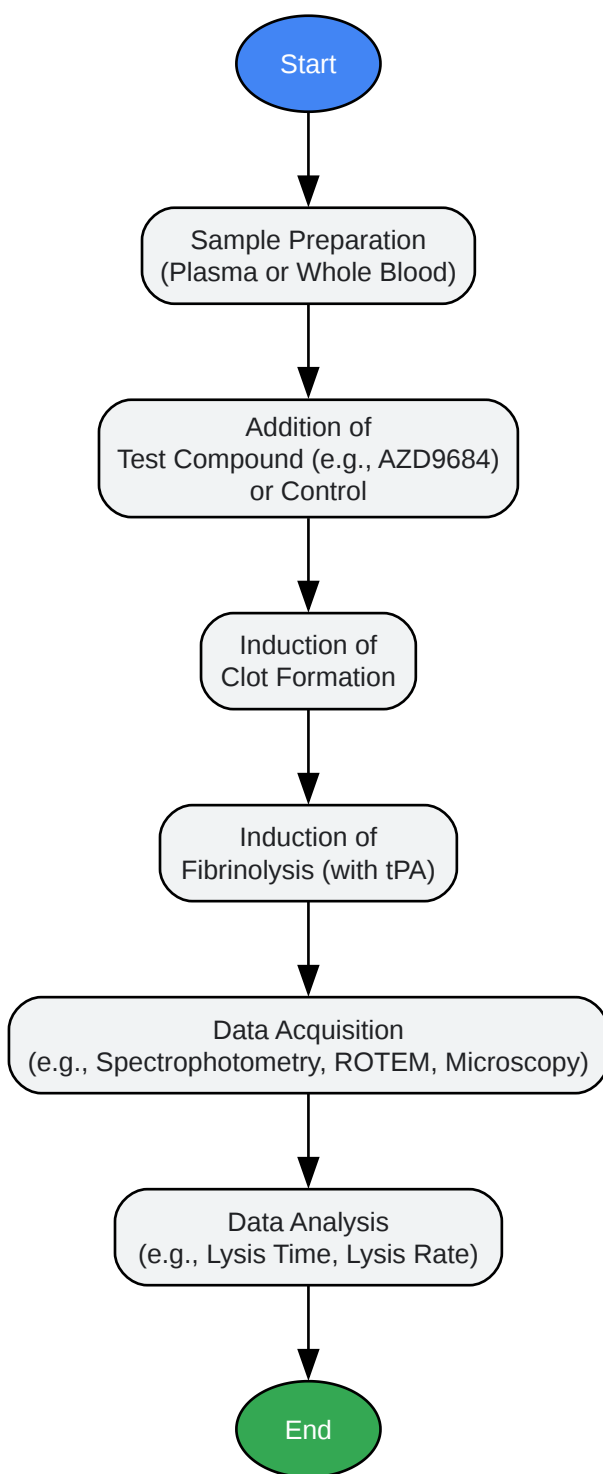 Start
Sample Preparation
(Plasma or Whole Blood)
Addition of
Test Compound (e.g., AZD9684)
or Control
Induction of
Clot Formation
Induction of
Fibrinolysis (with tPA)
Data Acquisition
(e.g., Spectrophotometry, ROTEM, Microscopy)
Data Analysis
(e.g., Lysis Time, Lysis Rate)
End